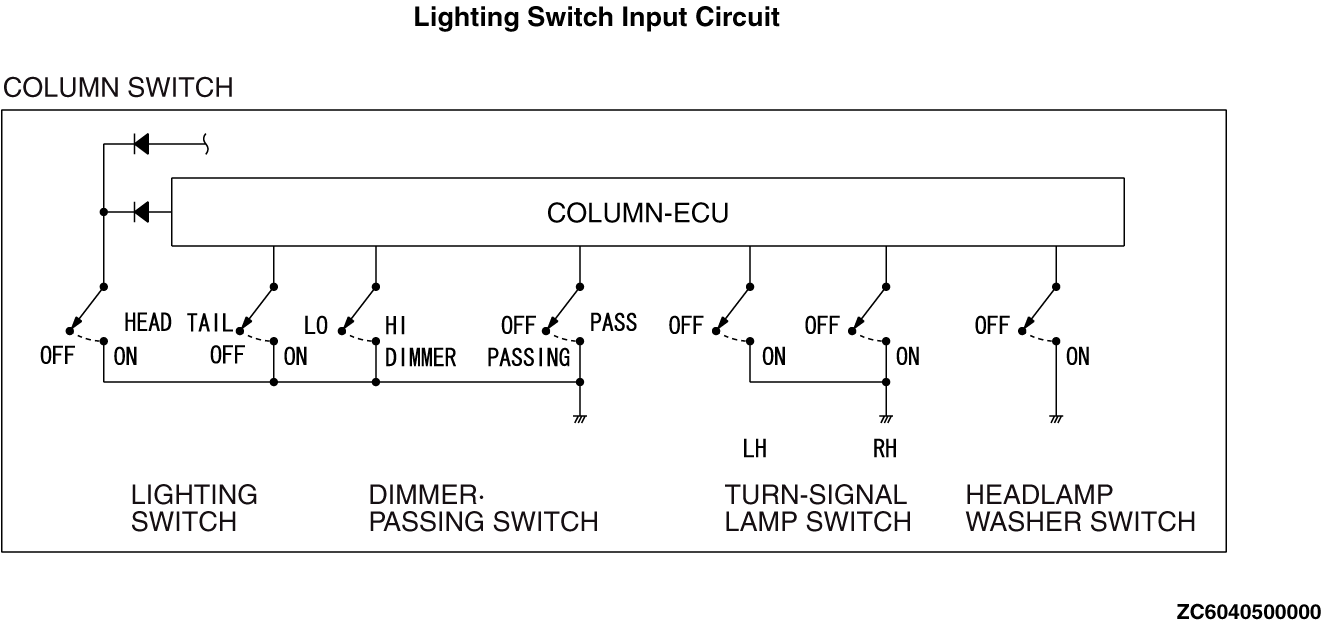 Lighting Switch Input Circuit
COLUMN SWITCH
COLUMN-ECU
HEAD
TAIL
LO
HI
OFF
PASS
OFF
OFF
OFF
OFF
ON
OFF
ON
DIMMER
PASSING
ON
ON
ON
LH
RH
LIGHTING
SWITCH
DIMMER·
PASSING SWITCH
TURN-SIGNAL
LAMP SWITCH
HEADLAMP
WASHER SWITCH
ZC6040500000